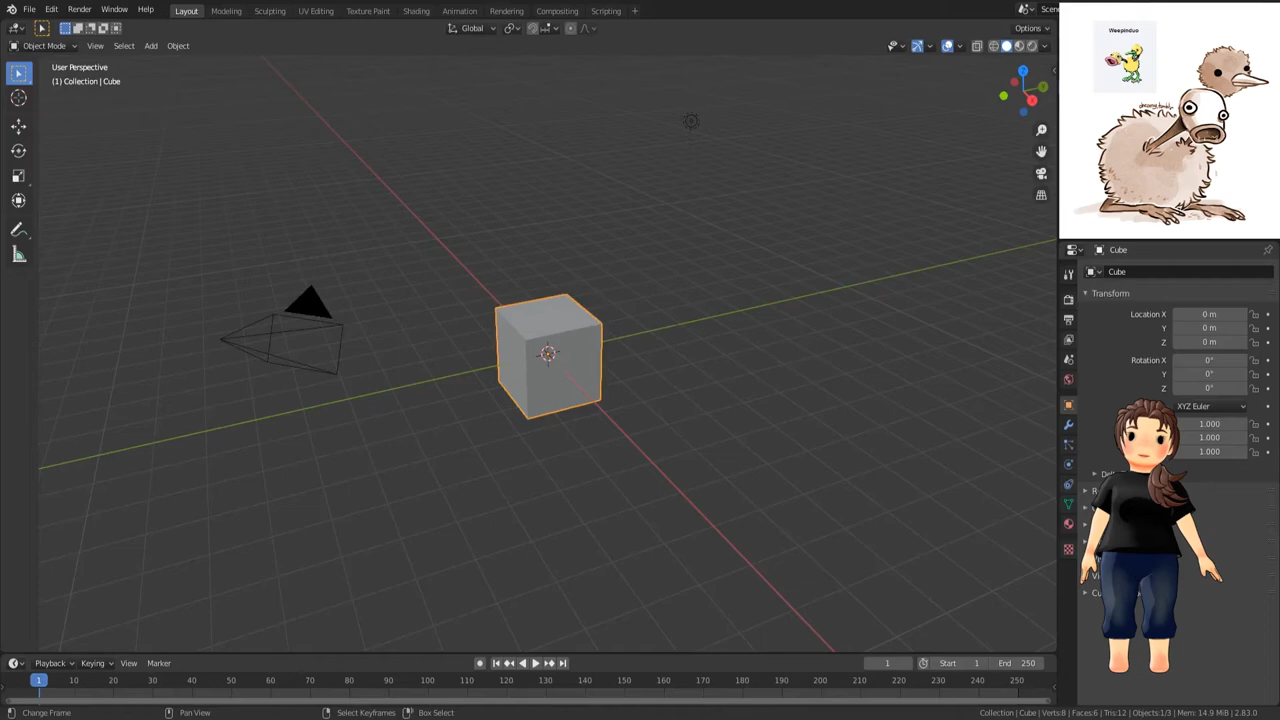 File Edit Render Window Help Layout Modeling Sculpting UV Editing Texture Paint Shading Animation Rendering Compositing Scripting + Scene
Global Options
Object Mode View Select Add Object
User Perspective
(1) Collection | Cube
Weepinduo
Z
Y
X
Cube
Cube
Transform
Location X 0 m
Y 0 m
Z 0 m
Rotation X 0°
Y 0°
Z 0°
XYZ Euler
1.000
1.000
1.000
Playback Keying View Marker 1 Start 1 End 250
1 10 20 30 40 50 60 70 80 90 100 110 120 130 140 150 160 170 180 190 200 210 220 230 240 250
Change Frame Pan View Select Keyframes Box Select Collection | Cube | Verts:8 | Faces:6 | Tris:12 | Objects:1/3 | Mem: 14.9 MiB | 2.83.0